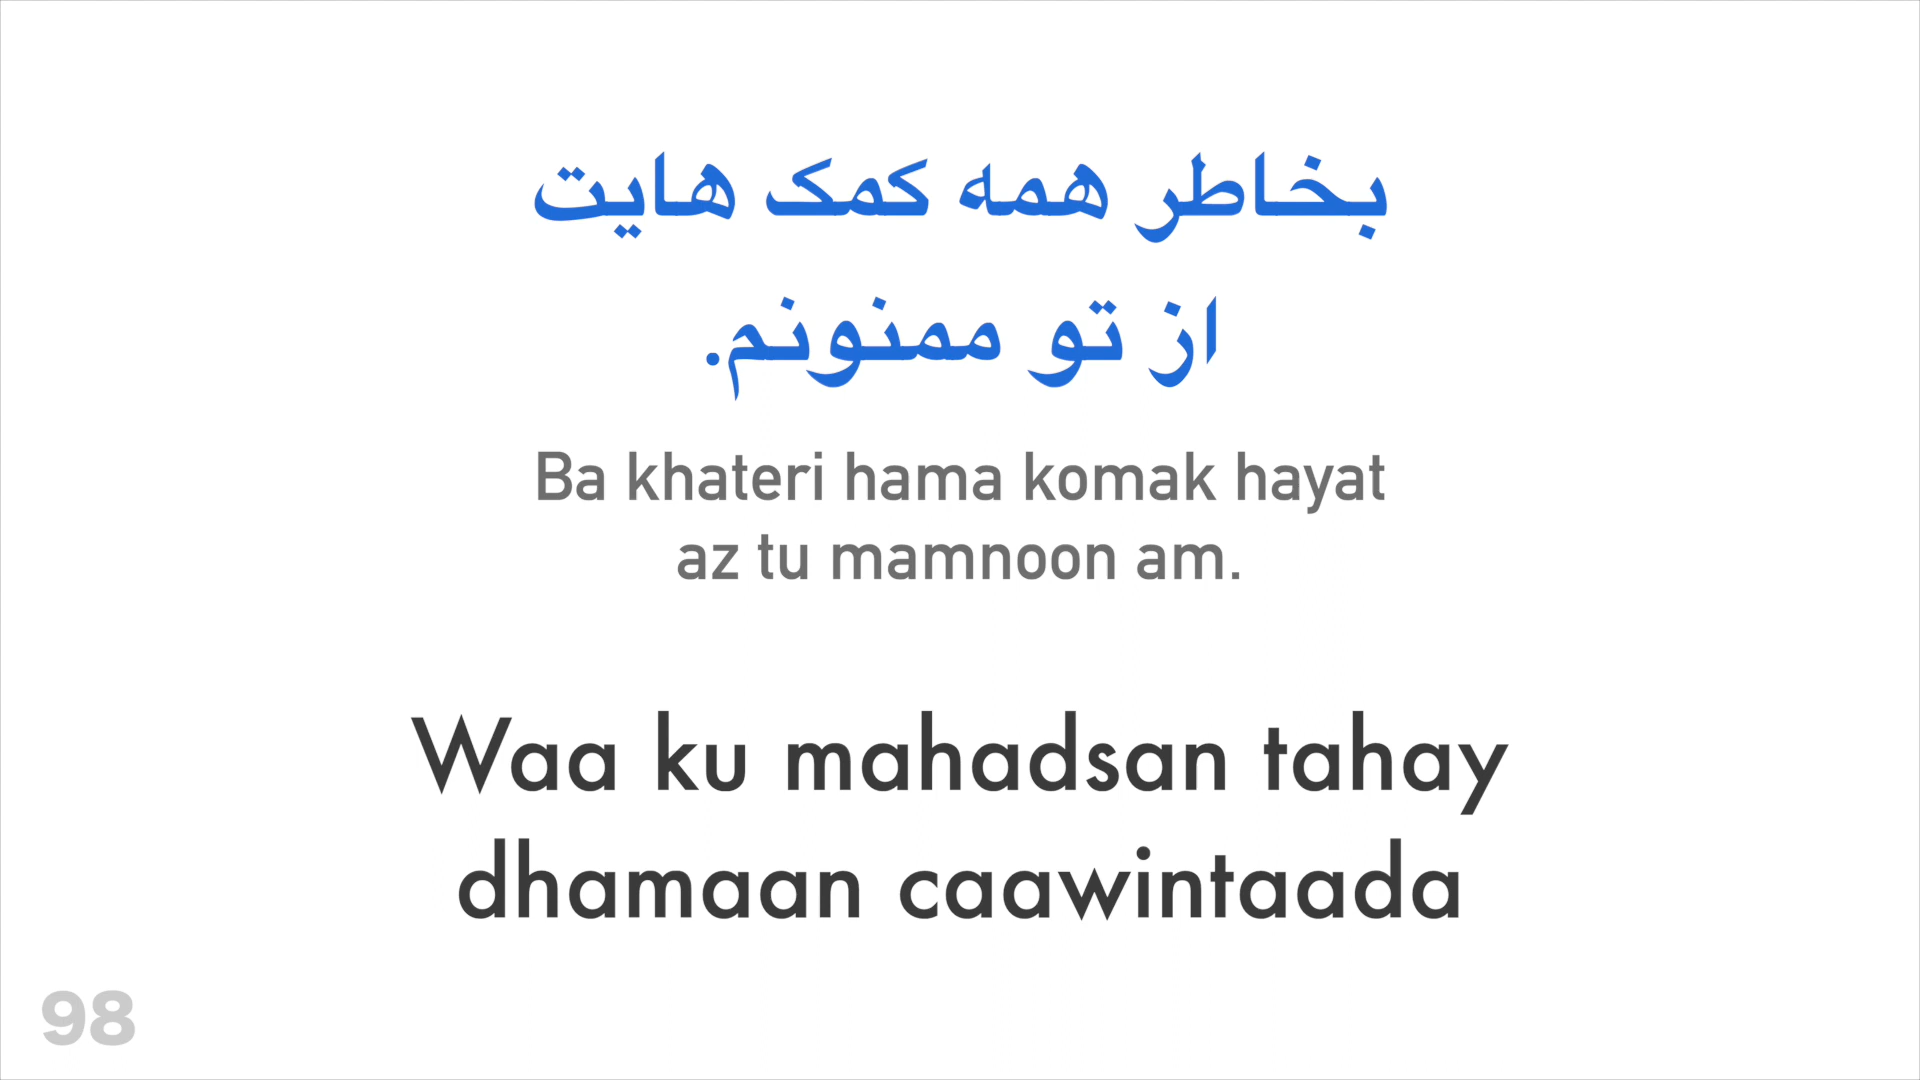 بخاطر همه کمک هایت
از تو ممنونم.
Ba khateri hama komak hayat
az tu mamnoon am.
Waa ku mahadsan tahay
dhamaan caawintaada
98